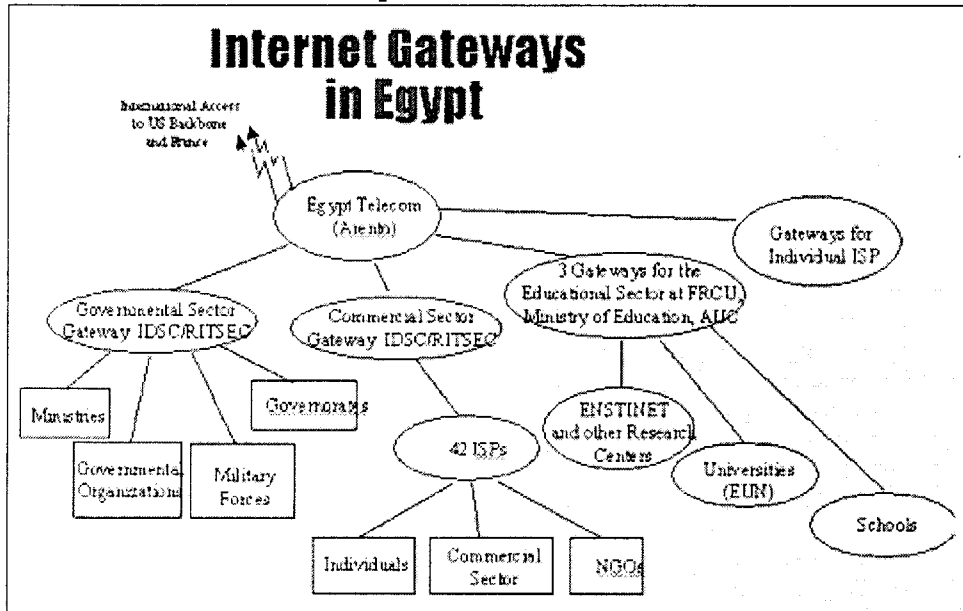 Internet Gateways
in Egypt
International Access
to US Backbone
and France
Egypt Telecom
(Arento)
Gateways for
Individual ISP
3 Gateways for the
Educational Sector at FRCU,
Ministry of Education, AUC
Governmental Sector
Gateway IDSC/RITSEC
Commercial Sector
Gateway IDSC/RITSEC
Ministries
Governorates
Governmental
Organizations
Military
Forces
42 ISPs
ENSTINET
and other Research
Centers
Universities
(EUN)
Schools
Individuals
Commercial
Sector
NGOs